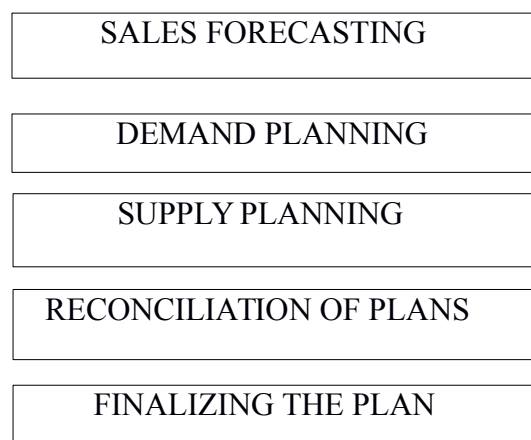 SALES FORECASTING
DEMAND PLANNING
SUPPLY PLANNING
RECONCILIATION OF PLANS
FINALIZING THE PLAN